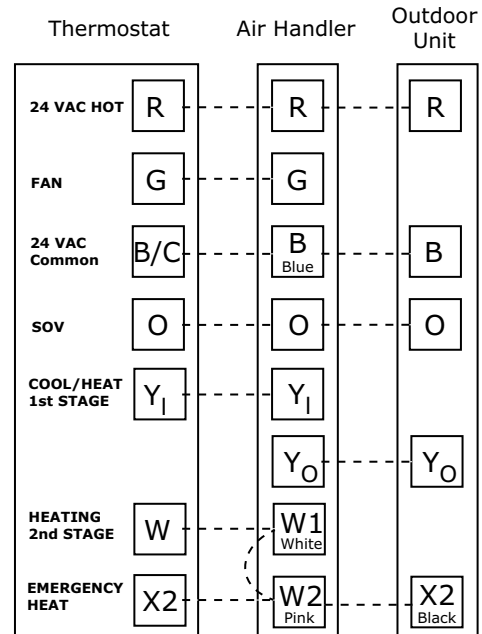 Thermostat Air Handler Outdoor Unit
24 VAC HOT R R R
FAN G G
24 VAC Common B/C B Blue B
SOV O O O
COOL/HEAT 1st STAGE YI YI
YO YO
HEATING 2nd STAGE W W1 White
EMERGENCY HEAT X2 W2 Pink X2 Black